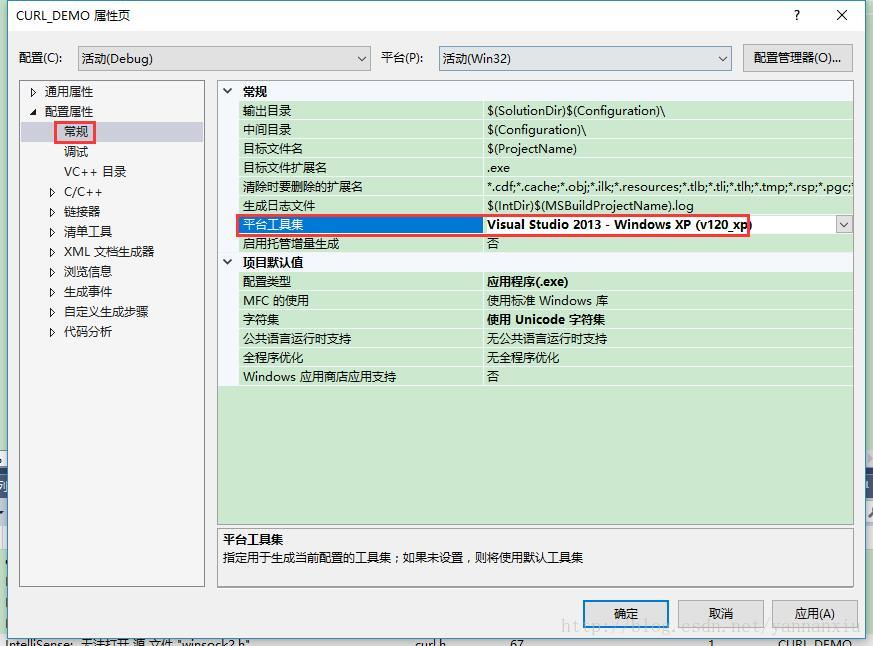 CURL_DEMO 属性页
?
配置(C): 活动(Debug) 平台(P): 活动(Win32) 配置管理器(O)...
通用属性
配置属性
常规
调试
VC++ 目录
C/C++
链接器
清单工具
XML 文档生成器
浏览信息
生成事件
自定义生成步骤
代码分析
常规
输出目录 $(SolutionDir)$(Configuration)\
中间目录 $(Configuration)\
目标文件名 $(ProjectName)
目标文件扩展名 .exe
清除时要删除的扩展名 *.cdf;*.cache;*.obj;*.ilk;*.resources;*.tlb;*.tli;*.tlh;*.tmp;*.rsp;*.pgc;*
生成日志文件 $(IntDir)$(MSBuildProjectName).log
平台工具集 Visual Studio 2013 - Windows XP (v120_xp)
启用托管增量生成 否
项目默认值
配置类型 应用程序(.exe)
MFC 的使用 使用标准 Windows 库
字符集 使用 Unicode 字符集
公共语言运行时支持 无公共语言运行时支持
全程序优化 无全程序优化
Windows 应用商店应用支持 否
平台工具集
指定用于生成当前配置的工具集；如果未设置，则将使用默认工具集
确定 取消 应用(A)
http://blog.csdn.net/yannanxiu
IntelliSense: 无法打开 源 文件 "winsock2.h" curl.h 67 1 CURL_DEMO